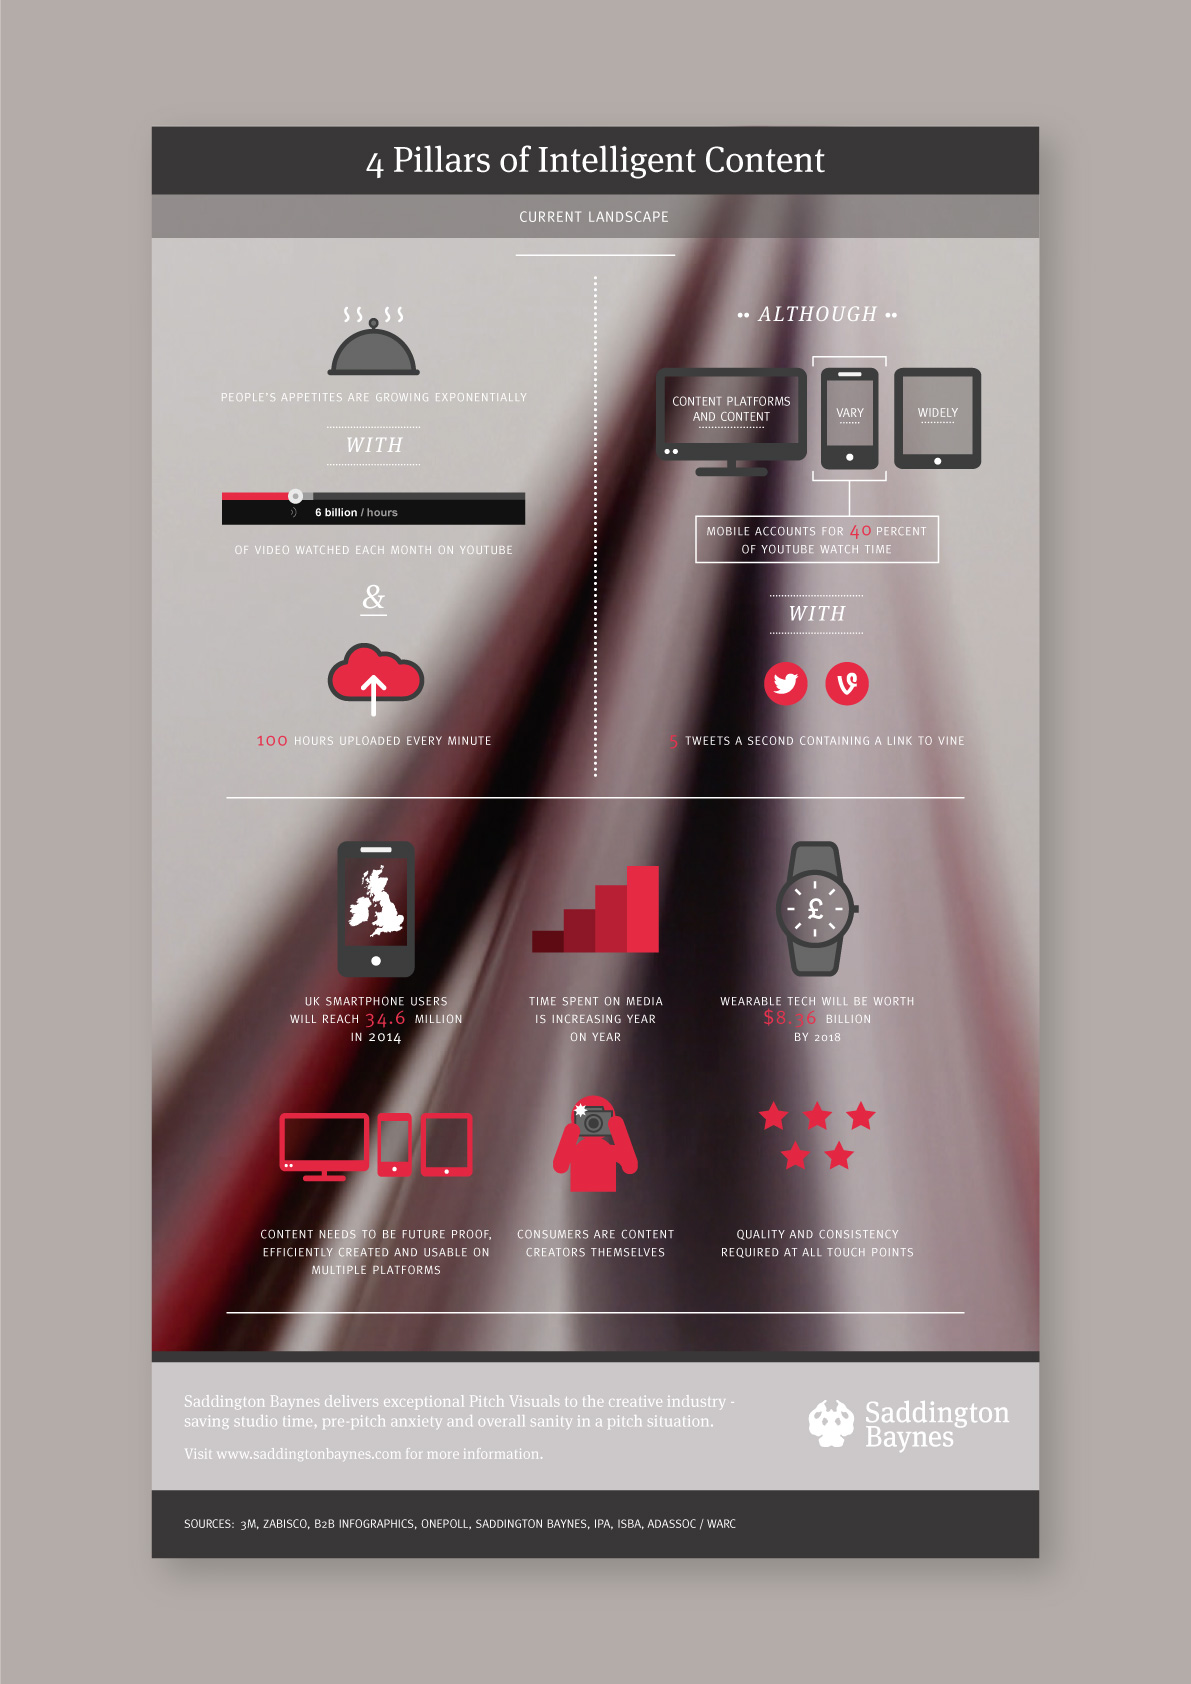 4 Pillars of Intelligent Content
CURRENT LANDSCAPE
PEOPLE'S APPETITES ARE GROWING EXPONENTIALLY
WITH
6 billion / hours
OF VIDEO WATCHED EACH MONTH ON YOUTUBE
&
100 HOURS UPLOADED EVERY MINUTE
•• ALTHOUGH ••
CONTENT PLATFORMS
AND CONTENT
VARY
WIDELY
MOBILE ACCOUNTS FOR 40 PERCENT
OF YOUTUBE WATCH TIME
WITH
5 TWEETS A SECOND CONTAINING A LINK TO VINE
UK SMARTPHONE USERS
WILL REACH 34.6 MILLION
IN 2014
TIME SPENT ON MEDIA
IS INCREASING YEAR
ON YEAR
£
WEARABLE TECH WILL BE WORTH
$8.36 BILLION
BY 2018
CONTENT NEEDS TO BE FUTURE PROOF,
EFFICIENTLY CREATED AND USABLE ON
MULTIPLE PLATFORMS
CONSUMERS ARE CONTENT
CREATORS THEMSELVES
QUALITY AND CONSISTENCY
REQUIRED AT ALL TOUCH POINTS
Saddington Baynes delivers exceptional Pitch Visuals to the creative industry -
saving studio time, pre-pitch anxiety and overall sanity in a pitch situation.
Visit www.saddingtonbaynes.com for more information.
Saddington
Baynes
SOURCES: 3M, ZABISCO, B2B INFOGRAPHICS, ONEPOLL, SADDINGTON BAYNES, IPA, ISBA, ADASSOC / WARC